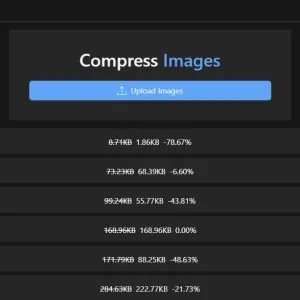 Compress Images
Upload Images
8.71KB 1.86KB -78.67%
73.23KB 68.39KB -6.60%
99.24KB 55.77KB -43.81%
168.96KB 168.96KB 0.00%
171.79KB 88.25KB -48.63%
284.63KB 222.77KB -21.73%